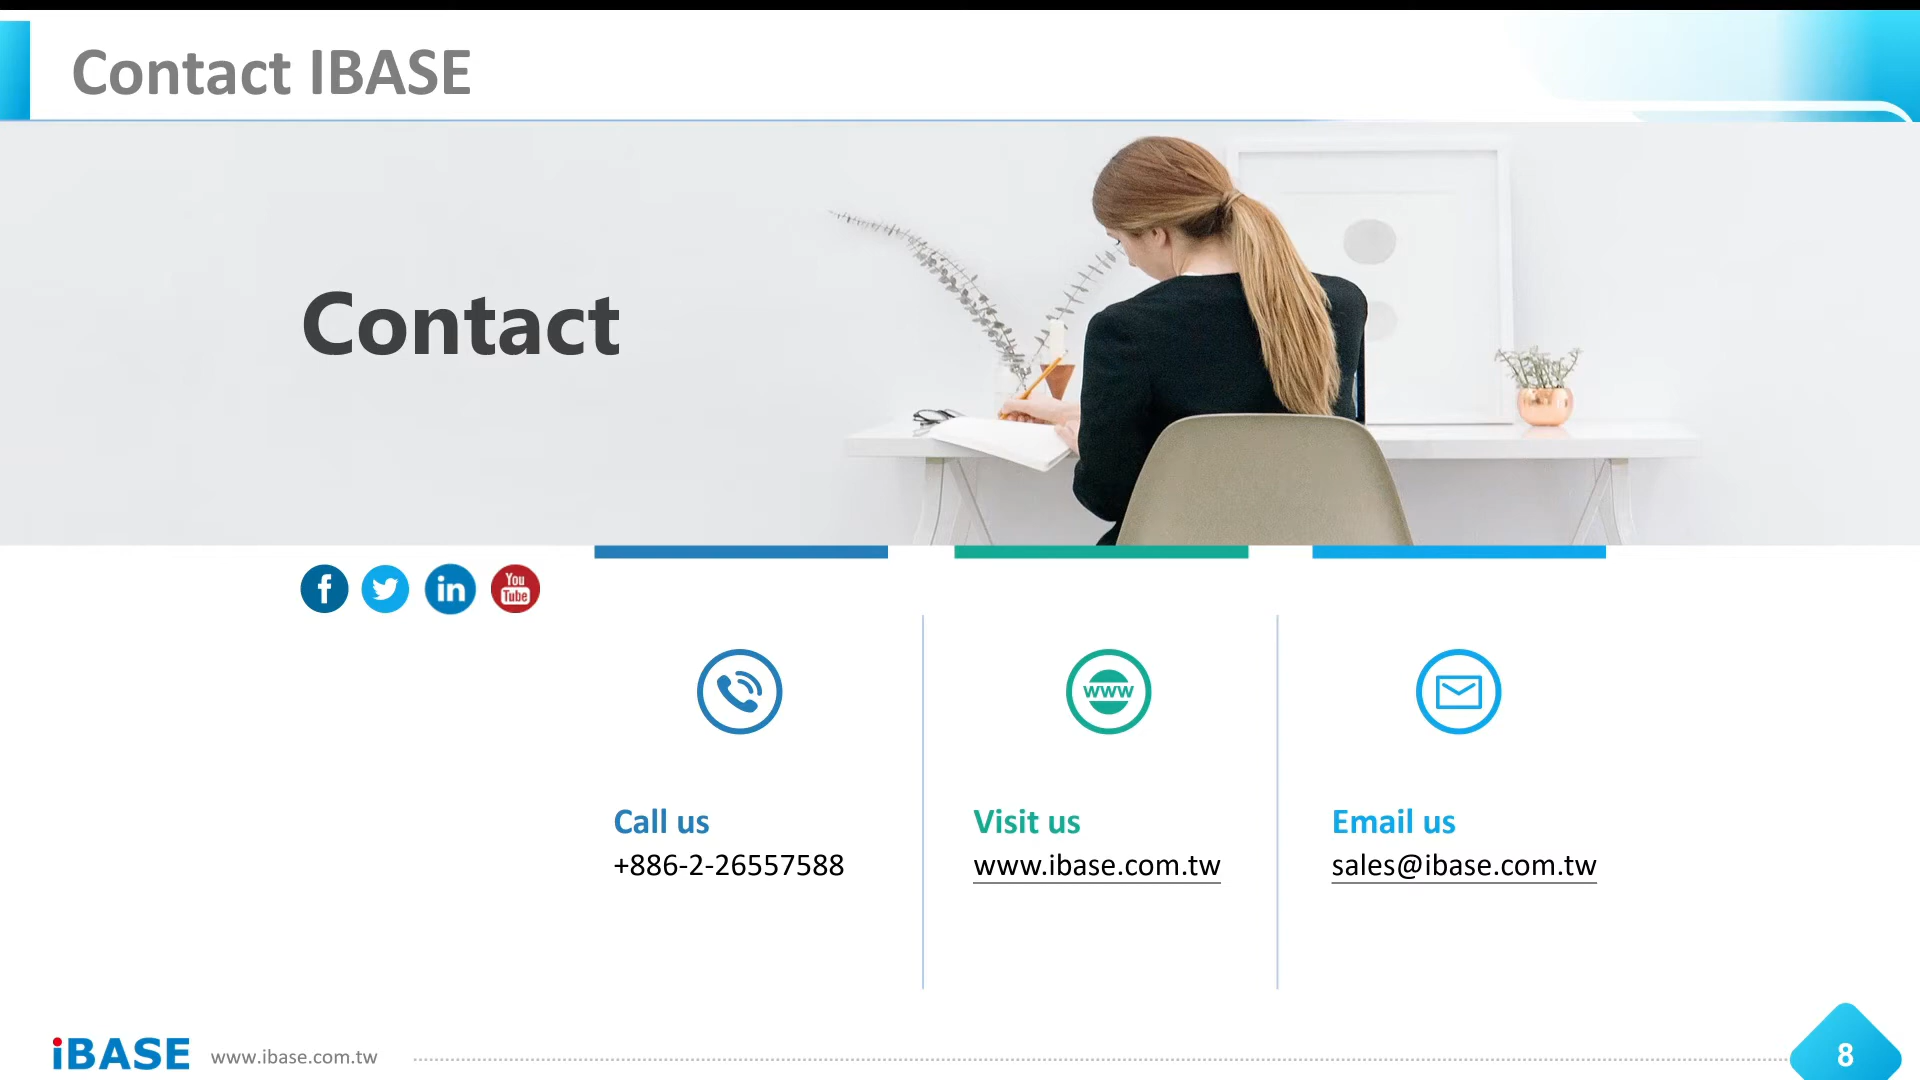 Contact IBASE
Contact
f
in
You
Tube
www
Call us
+886-2-26557588
Visit us
www.ibase.com.tw
Email us
sales@ibase.com.tw
iBASE
www.ibase.com.tw
8